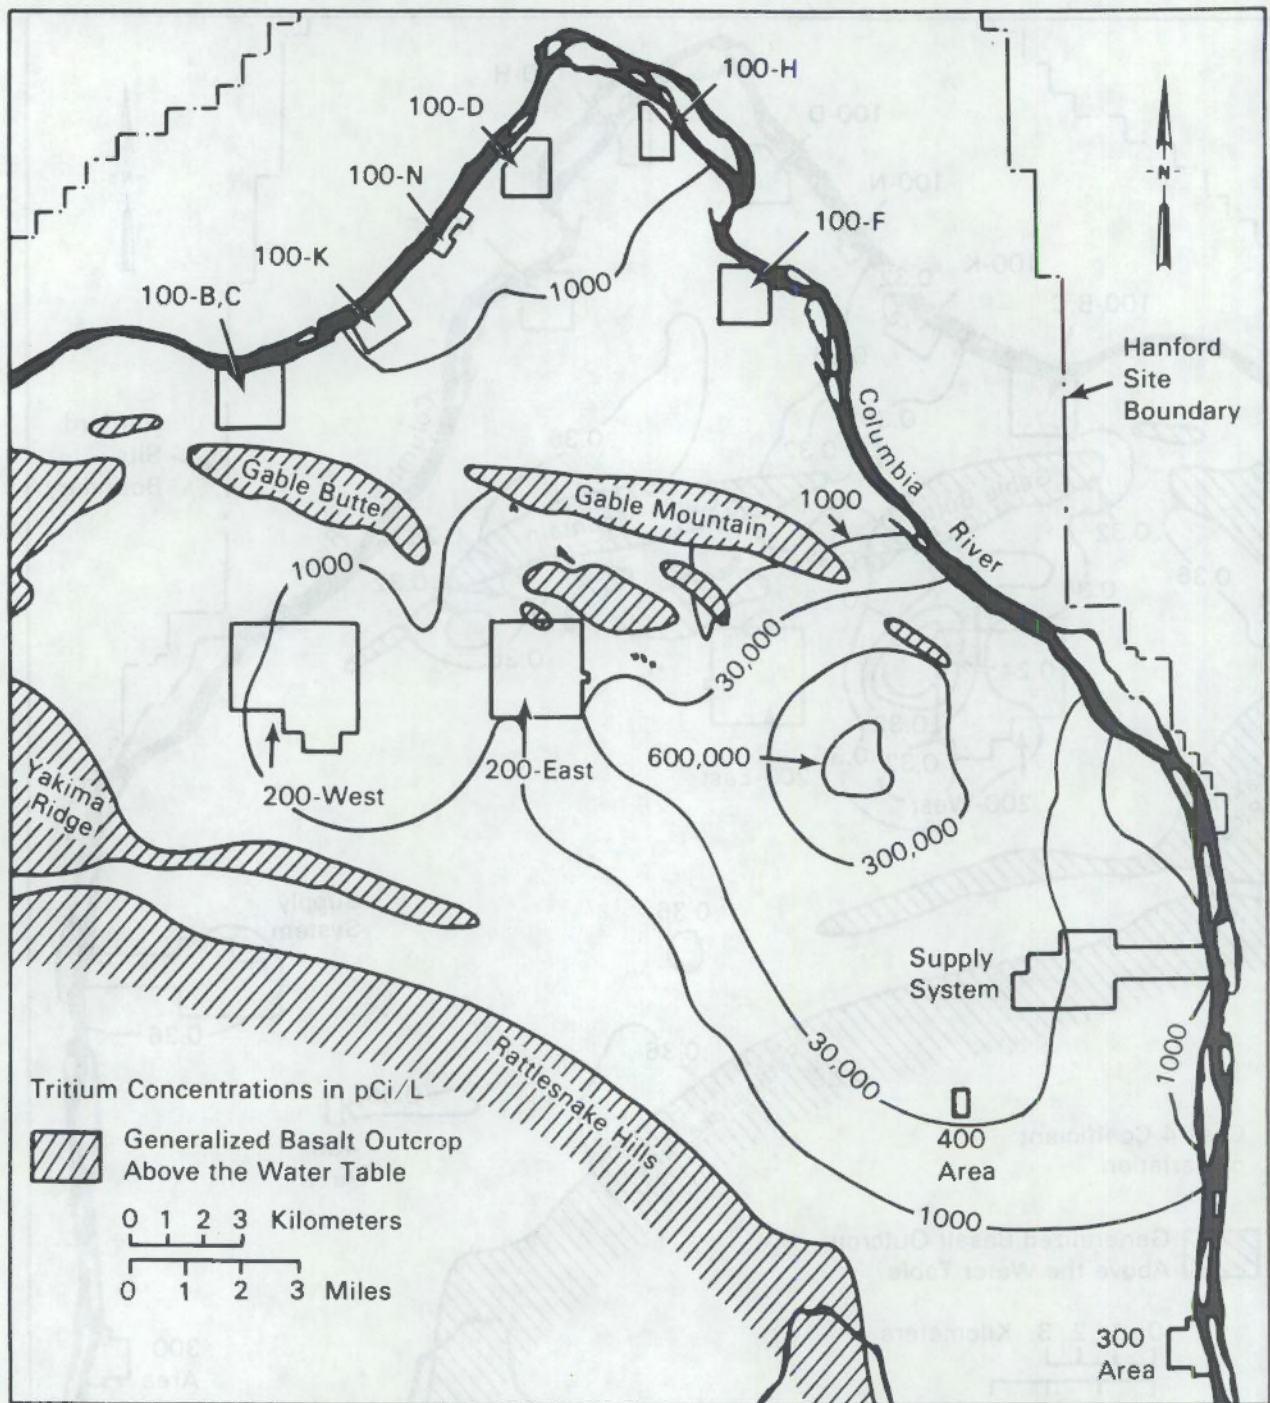 100-H
100-D
100-N
-N-
100-F
100-K
100-B,C
1000
Hanford
Site
Boundary
Columbia
River
Gable Butte
Gable Mountain
1000
1000
30,000
600,000
200-East
200-West
Yakima
Ridge
300,000
Supply
System
Rattlesnake Hills
30,000
1000
400
Area
1000
Tritium Concentrations in pCi/L
Generalized Basalt Outcrop
Above the Water Table
0 1 2 3 Kilometers
0 1 2 3 Miles
300
Area